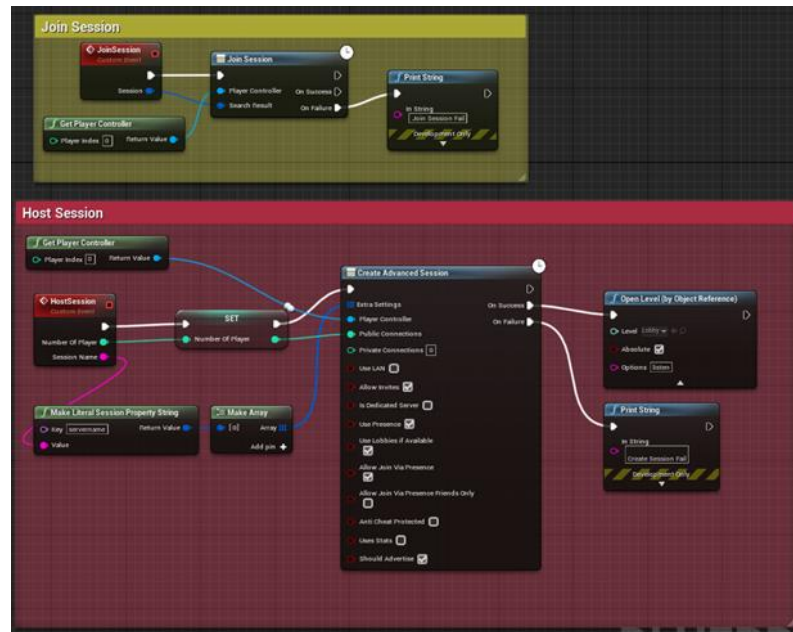 Join Session
JoinSession
Custom Event
Session
Join Session
Player Controller
On Success
Search Result
On Failure
Print String
In String
Join Session Fail
Development Only
f Get Player Controller
Player Index 0
Return Value
Host Session
f Get Player Controller
Player Index 0
Return Value
HostSession
Custom Event
Number Of Player
Session Name
SET
Number Of Player
f Make Literal Session Property String
Key servername
Return Value
Value
Make Array
[0]
Array
Add pin +
Create Advanced Session
Extra Settings
On Success
Player Controller
On Failure
Public Connections
Private Connections 0
Use LAN
Allow Invites
Is Dedicated Server
Use Presence
Use Lobbies if Available
Allow Join Via Presence
Allow Join Via Presence Friends Only
Anti Cheat Protected
Uses Stats
Should Advertise
f Open Level (by Object Reference)
Level Lobby
Absolute
Options listen
f Print String
In String
Create Session Fail
Development Only